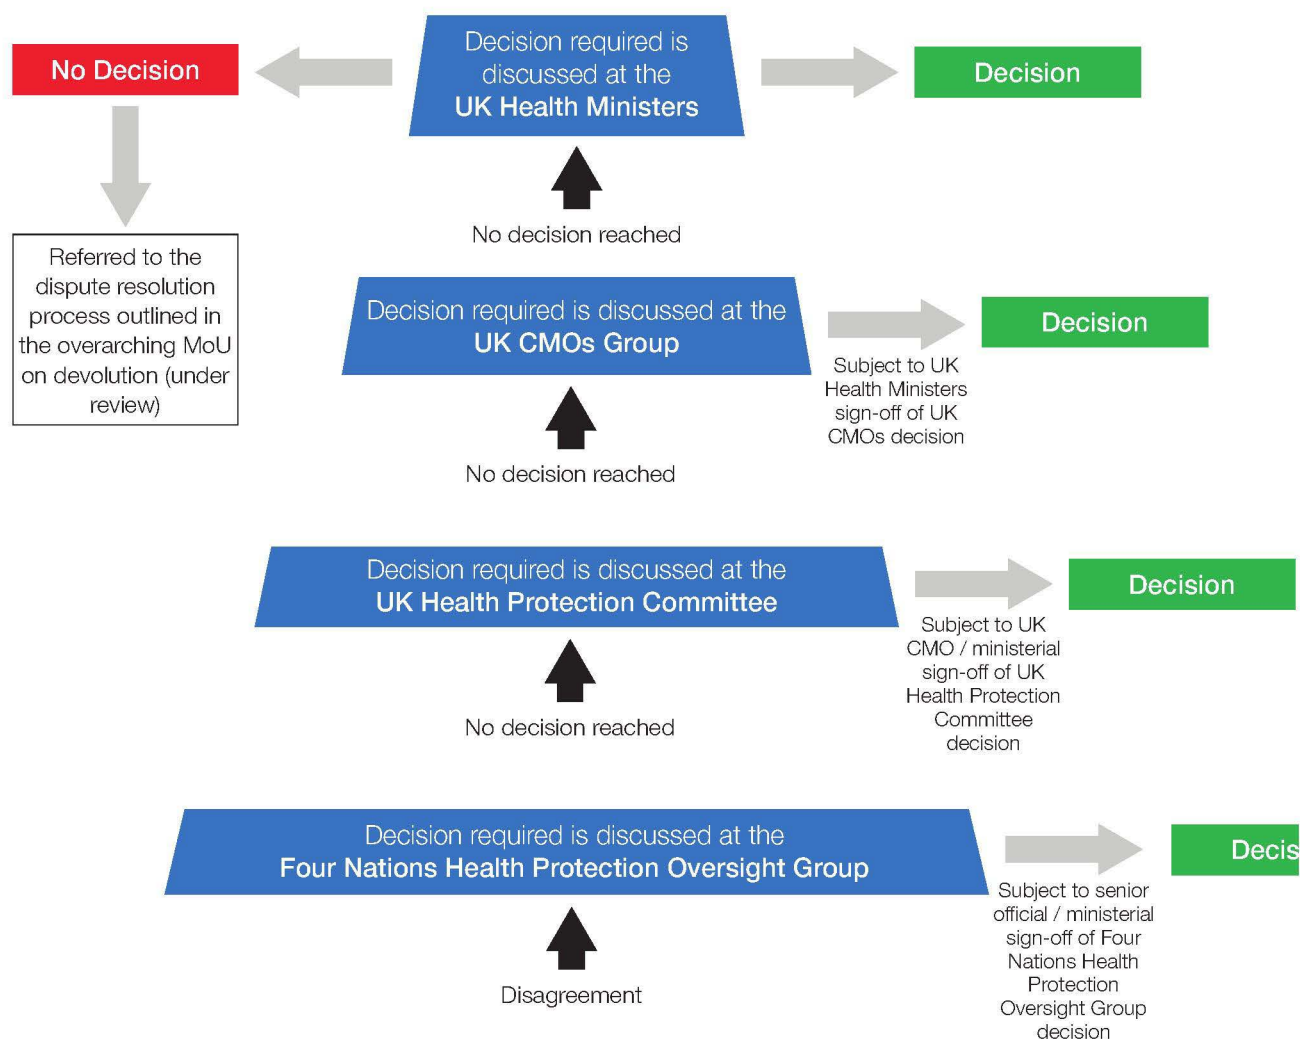 No Decision
Decision required is
discussed at the
UK Health Ministers
Decision
Referred to the
dispute resolution
process outlined in
the overarching MoU
on devolution (under
review)
No decision reached
Decision required is discussed at the
UK CMOs Group
Decision
Subject to UK
Health Ministers
sign-off of UK
CMOs decision
No decision reached
Decision required is discussed at the
UK Health Protection Committee
Decision
Subject to UK
CMO / ministerial
sign-off of UK
Health Protection
Committee
decision
No decision reached
Decision required is discussed at the
Four Nations Health Protection Oversight Group
Decis
Subject to senior
official / ministerial
sign-off of Four
Nations Health
Protection
Oversight Group
decision
Disagreement